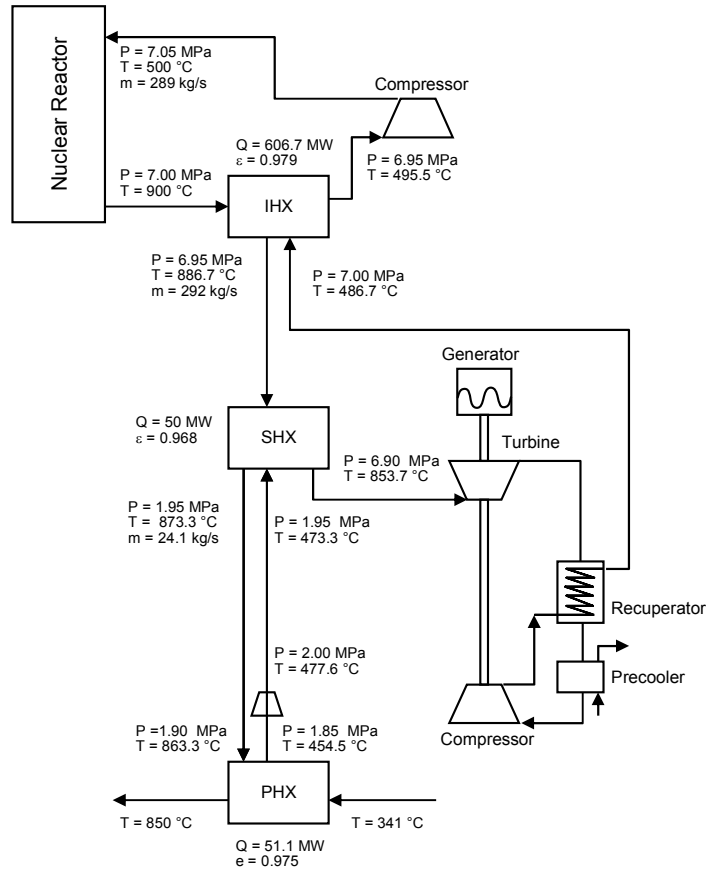 Nuclear Reactor
P = 7.05 MPa
T = 500 °C
m = 289 kg/s
Compressor
Q = 606.7 MW
ε = 0.979
P = 6.95 MPa
T = 495.5 °C
P = 7.00 MPa
T = 900 °C
IHX
P = 6.95 MPa
T = 886.7 °C
m = 292 kg/s
P = 7.00 MPa
T = 486.7 °C
Generator
Q = 50 MW
ε = 0.968
SHX
Turbine
P = 6.90 MPa
T = 853.7 °C
P = 1.95 MPa
T = 873.3 °C
m = 24.1 kg/s
P = 1.95 MPa
T = 473.3 °C
Recuperator
P = 2.00 MPa
T = 477.6 °C
Precooler
P =1.90 MPa
T = 863.3 °C
P = 1.85 MPa
T = 454.5 °C
Compressor
PHX
T = 850 °C
T = 341 °C
Q = 51.1 MW
e = 0.975